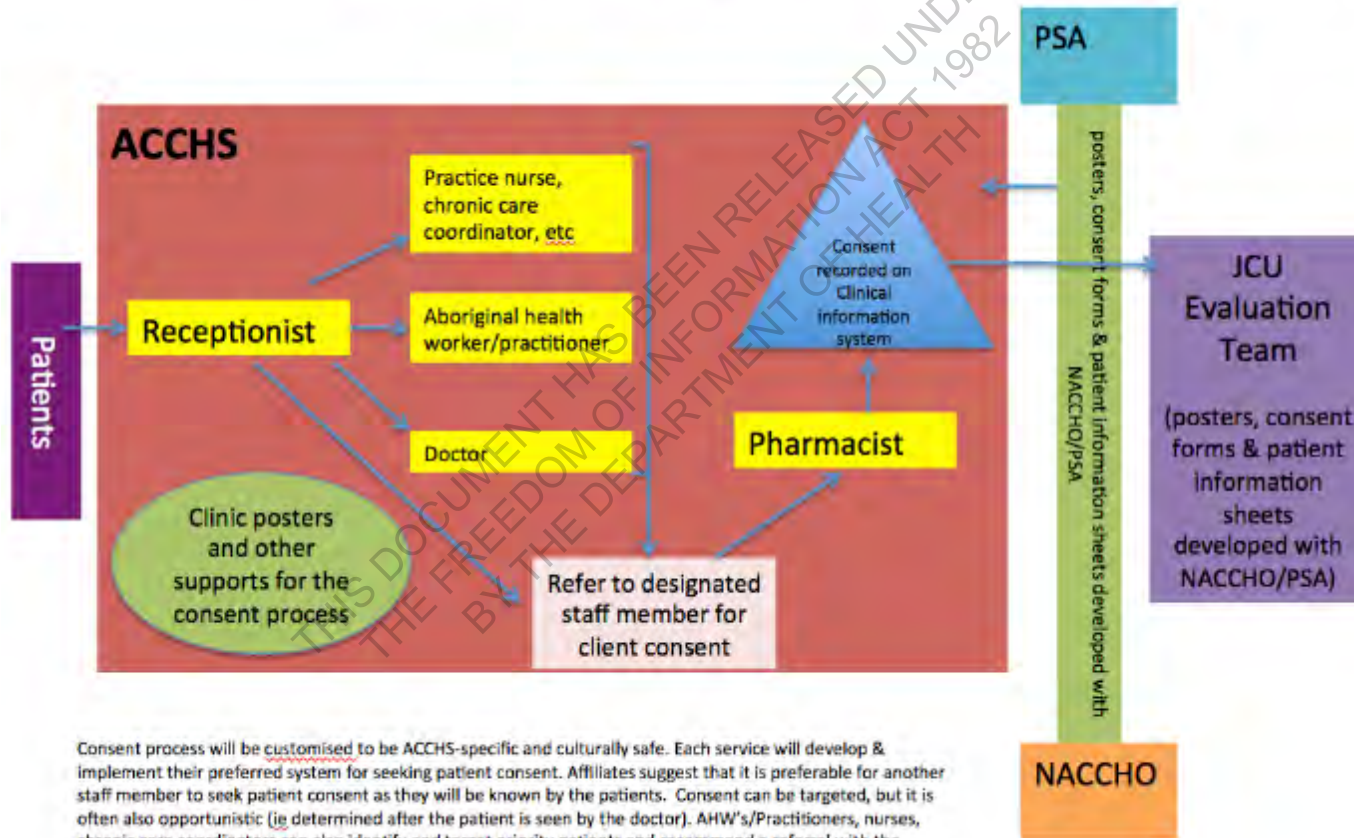 PSA
ACCHS
Practice nurse,
chronic care
coordinator, etc
Receptionist
Aboriginal health
worker/practitioner
Doctor
Patients
Clinic posters
and other
supports for the
consent process
Refer to designated
staff member for
client consent
Pharmacist
Consent
recorded on
Clinical
information
system
posters, consent forms & patient information sheets developed with
NACCHO/PSA
JCU
Evaluation
Team
(posters, consent
forms & patient
information
sheets
developed with
NACCHO/PSA)
NACCHO
THIS DOCUMENT HAS BEEN RELEASED UNDER
THE FREEDOM OF INFORMATION ACT 1982
BY THE DEPARTMENT OF HEALTH
Consent process will be customised to be ACCHS-specific and culturally safe. Each service will develop &
implement their preferred system for seeking patient consent. Affiliates suggest that it is preferable for another
staff member to seek patient consent as they will be known by the patients. Consent can be targeted, but it is
often also opportunistic (ie determined after the patient is seen by the doctor). AHW's/Practitioners, nurses,